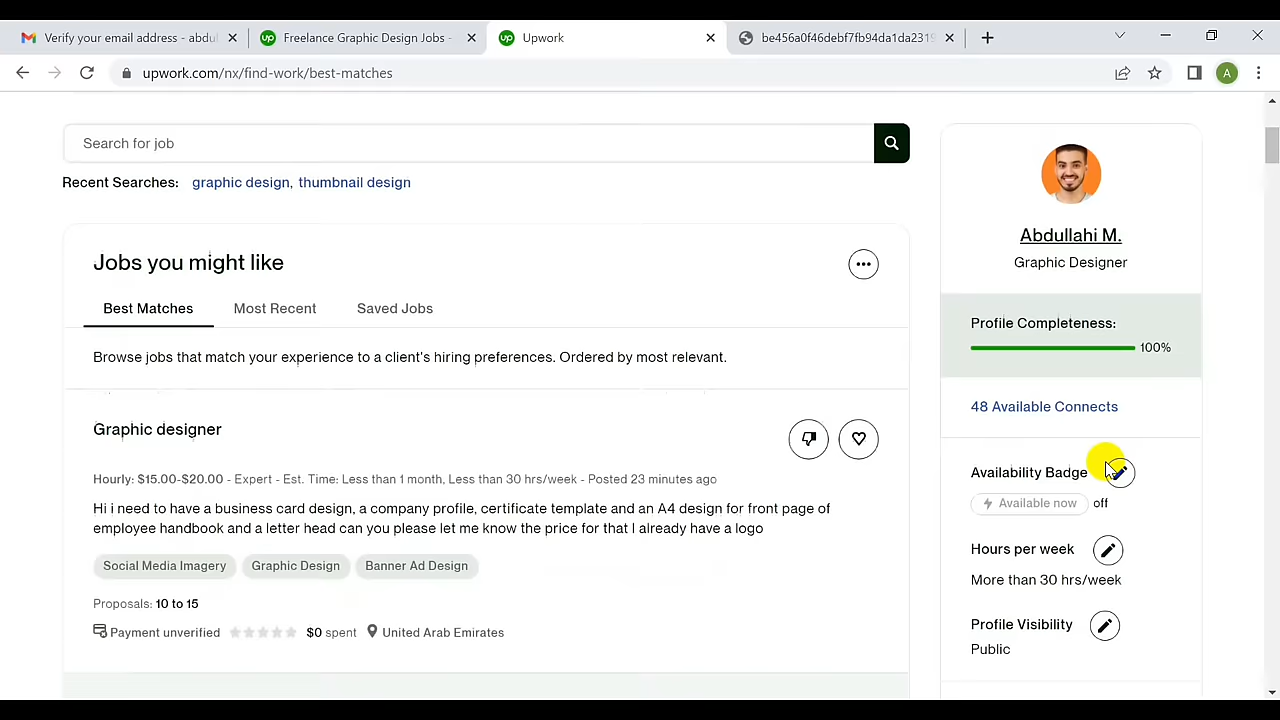 Verify your email address - abdul
Freelance Graphic Design Jobs -
up Upwork
be456a0f46debf7fb94da1da2319
upwork.com/nx/find-work/best-matches
A
Search for job
Recent Searches: graphic design, thumbnail design
Jobs you might like
Best Matches Most Recent Saved Jobs
Browse jobs that match your experience to a client's hiring preferences. Ordered by most relevant.
Graphic designer
Hourly: $15.00-$20.00 - Expert - Est. Time: Less than 1 month, Less than 30 hrs/week - Posted 23 minutes ago
Hi i need to have a business card design, a company profile, certificate template and an A4 design for front page of
employee handbook and a letter head can you please let me know the price for that I already have a logo
Social Media Imagery Graphic Design Banner Ad Design
Proposals: 10 to 15
Payment unverified $0 spent United Arab Emirates
Abdullahi M.
Graphic Designer
Profile Completeness:
100%
48 Available Connects
Availability Badge
Available now off
Hours per week
More than 30 hrs/week
Profile Visibility
Public